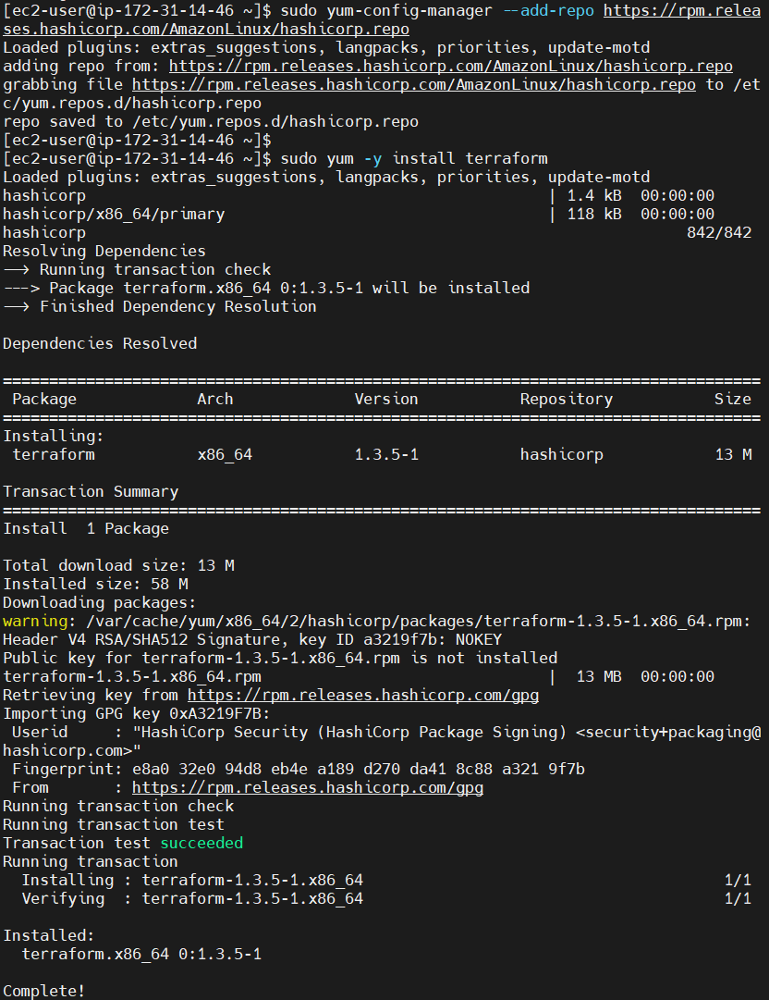 [ec2-user@ip-172-31-14-46 ~]$ sudo yum-config-manager --add-repo https://rpm.relea
ses.hashicorp.com/AmazonLinux/hashicorp.repo
Loaded plugins: extras_suggestions, langpacks, priorities, update-motd
adding repo from: https://rpm.releases.hashicorp.com/AmazonLinux/hashicorp.repo
grabbing file https://rpm.releases.hashicorp.com/AmazonLinux/hashicorp.repo to /et
c/yum.repos.d/hashicorp.repo
repo saved to /etc/yum.repos.d/hashicorp.repo
[ec2-user@ip-172-31-14-46 ~]$
[ec2-user@ip-172-31-14-46 ~]$ sudo yum -y install terraform
Loaded plugins: extras_suggestions, langpacks, priorities, update-motd
hashicorp                                                  | 1.4 kB  00:00:00
hashicorp/x86_64/primary                                   | 118 kB  00:00:00
hashicorp                                                                 842/842
Resolving Dependencies
--> Running transaction check
---> Package terraform.x86_64 0:1.3.5-1 will be installed
--> Finished Dependency Resolution

Dependencies Resolved

==================================================================================
 Package             Arch             Version           Repository           Size
==================================================================================
Installing:
 terraform           x86_64           1.3.5-1           hashicorp            13 M

Transaction Summary
==================================================================================
Install  1 Package

Total download size: 13 M
Installed size: 58 M
Downloading packages:
warning: /var/cache/yum/x86_64/2/hashicorp/packages/terraform-1.3.5-1.x86_64.rpm:
Header V4 RSA/SHA512 Signature, key ID a3219f7b: NOKEY
Public key for terraform-1.3.5-1.x86_64.rpm is not installed
terraform-1.3.5-1.x86_64.rpm                               |  13 MB  00:00:00
Retrieving key from https://rpm.releases.hashicorp.com/gpg
Importing GPG key 0xA3219F7B:
 Userid     : "HashiCorp Security (HashiCorp Package Signing) <security+packaging@
hashicorp.com>"
 Fingerprint: e8a0 32e0 94d8 eb4e a189 d270 da41 8c88 a321 9f7b
 From       : https://rpm.releases.hashicorp.com/gpg
Running transaction check
Running transaction test
Transaction test succeeded
Running transaction
  Installing : terraform-1.3.5-1.x86_64                                       1/1
  Verifying  : terraform-1.3.5-1.x86_64                                       1/1

Installed:
  terraform.x86_64 0:1.3.5-1

Complete!